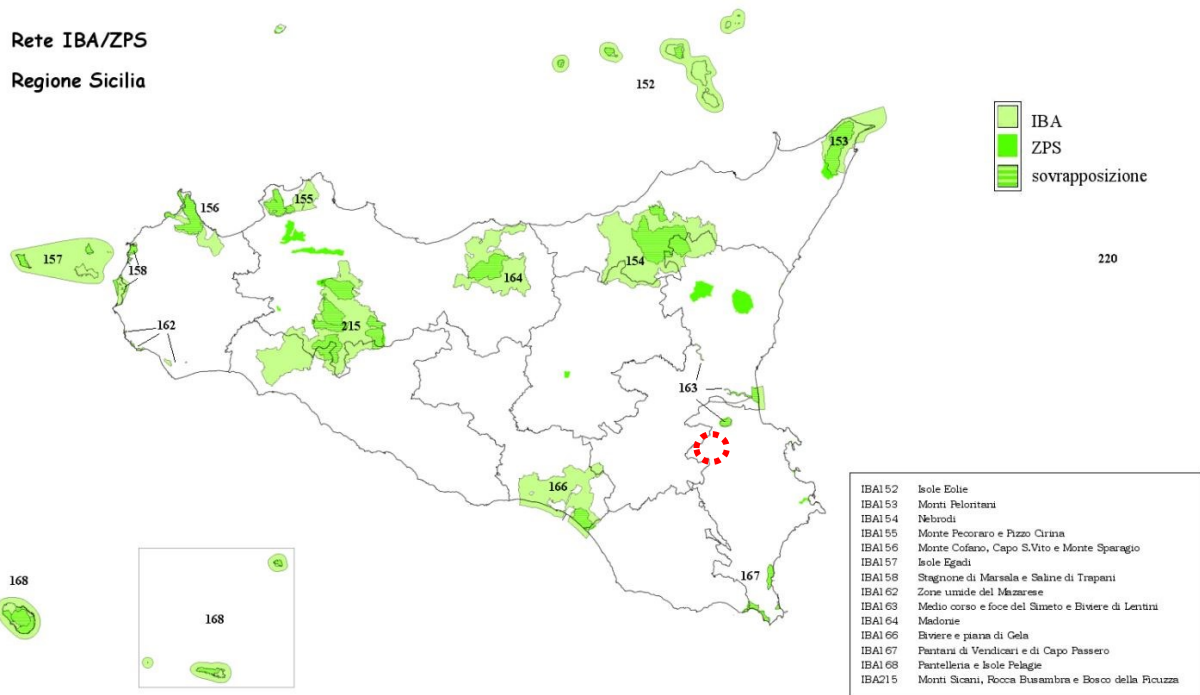 Rete IBA/ZPS
Regione Sicilia
152
153
IBA
ZPS
sovrapposizione
155
156
157
158
154
164
220
162
215
163
166
167
168
168
IBA152 Isole Eolie
IBA153 Monti Peloritani
IBA154 Nebrodi
IBA155 Monte Pecoraro e Pizzo Cirina
IBA156 Monte Cofano, Capo S.Vito e Monte Sparagio
IBA157 Isole Egadi
IBA158 Stagnone di Marsala e Saline di Trapani
IBA162 Zone umide del Mazarese
IBA163 Medio corso e foce del Simeto e Biviere di Lentini
IBA164 Madonie
IBA166 Biviere e piana di Gela
IBA167 Pantani di Vendicari e di Capo Passero
IBA168 Pantelleria e Isole Pelagie
IBA215 Monti Sicani, Rocca Busambra e Bosco della Ficuzza